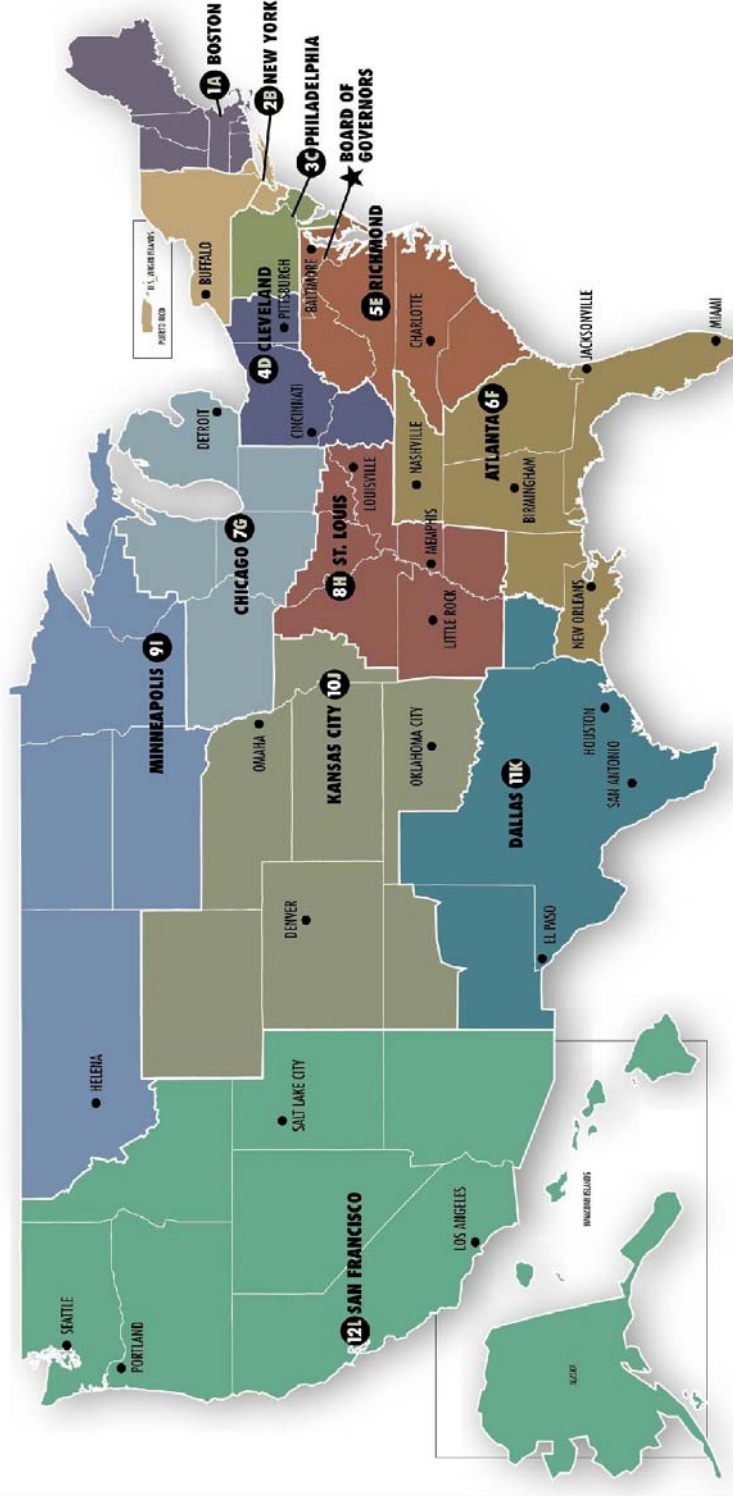 1A BOSTON
2B NEW YORK
3C PHILADELPHIA
BOARD OF
GOVERNORS
U.S. VIRGIN ISLANDS
PUERTO RICO
BUFFALO
4D CLEVELAND
PITTSBURGH
CINCINNATI
BALTIMORE
5E RICHMOND
CHARLOTTE
DETROIT
CHICAGO 7G
MINNEAPOLIS 9I
8H ST. LOUIS
LOUISVILLE
MEMPHIS
LITTLE ROCK
NASHVILLE
ATLANTA 6F
BIRMINGHAM
JACKSONVILLE
MIAMI
NEW ORLEANS
OMAHA
KANSAS CITY 10J
OKLAHOMA CITY
DENVER
DALLAS 11K
HOUSTON
SAN ANTONIO
EL PASO
HELENA
SALT LAKE CITY
SEATTLE
PORTLAND
12L SAN FRANCISCO
LOS ANGELES
HAWAIIAN ISLANDS
ALASKA